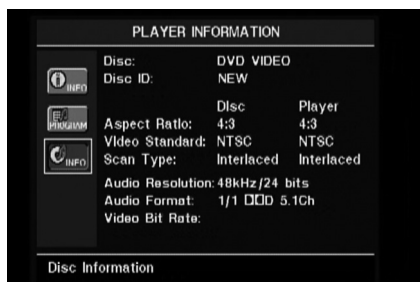 PLAYER INFORMATION
Disc: DVD VIDEO
Disc ID: NEW
INFO
Disc Player
PROGRAM
Aspect Ratio: 4:3 4:3
Video Standard: NTSC NTSC
Scan Type: Interlaced Interlaced
INFO
Audio Resolution: 48kHz/24 bits
Audio Format: 1/1 D 5.1Ch
Video Bit Rate:
Disc Information